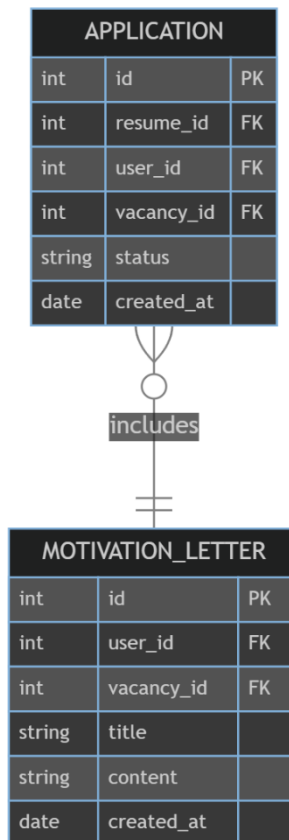 APPLICATION
int id PK
int resume_id FK
int user_id FK
int vacancy_id FK
string status
date created_at
includes
MOTIVATION_LETTER
int id PK
int user_id FK
int vacancy_id FK
string title
string content
date created_at